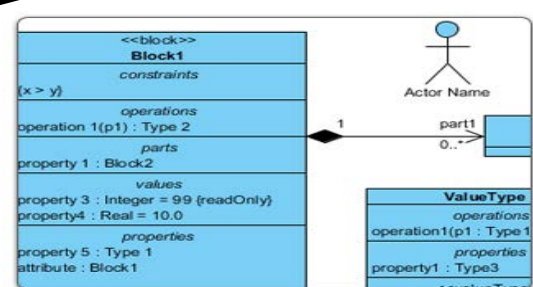 <<block>>
Block1
constraints
{x > y}
operations
operation 1(p1) : Type 2
parts
property 1 : Block2
values
property 3 : Integer = 99 {readOnly}
property4 : Real = 10.0
properties
property 5 : Type 1
attribute : Block1
Actor Name
1
part1
0..*
ValueType
operations
operation1(p1 : Type1
properties
property1 : Type3